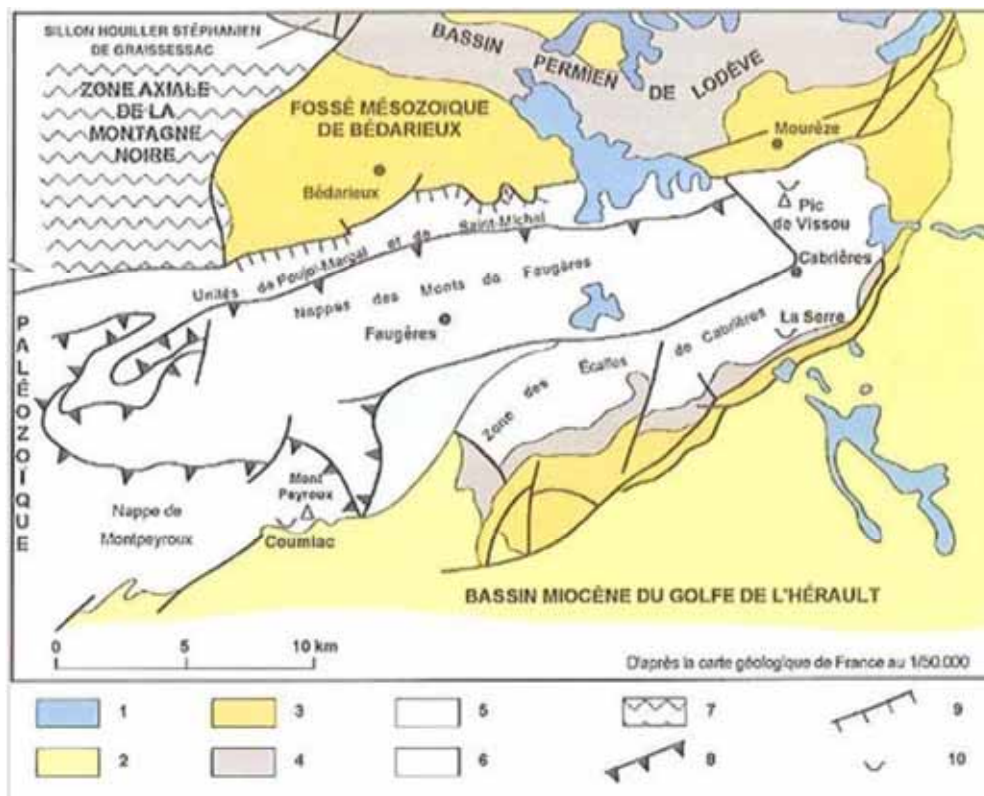 SILLON HOUILLER STÉPHANIEN
DE GRAISSESSAC
ZONE AXIALE
DE LA
MONTAGNE
NOIRE
BASSIN PERMIEN DE LODÈVE
FOSSÉ MÉSOZOÏQUE
DE BÉDARIEUX
Bédarieux
Mourèze
Pic
de Vissou
Cabrières
Unités de Poujol-Marcal et de Saint-Michel
Nappes des Monts de Faugères
Faugères
La Serre
Zone des Écailles de Cabrières
PALÉOZOÏQUE
Mont
Peyroux
Nappe de
Montpeyroux
Coumiac
BASSIN MIOCÈNE DU GOLFE DE L'HÉRAULT
0 5 10 km
D'après la carte géologique de France au 1/50.000
1 3 5 7 9
2 4 6 8 10